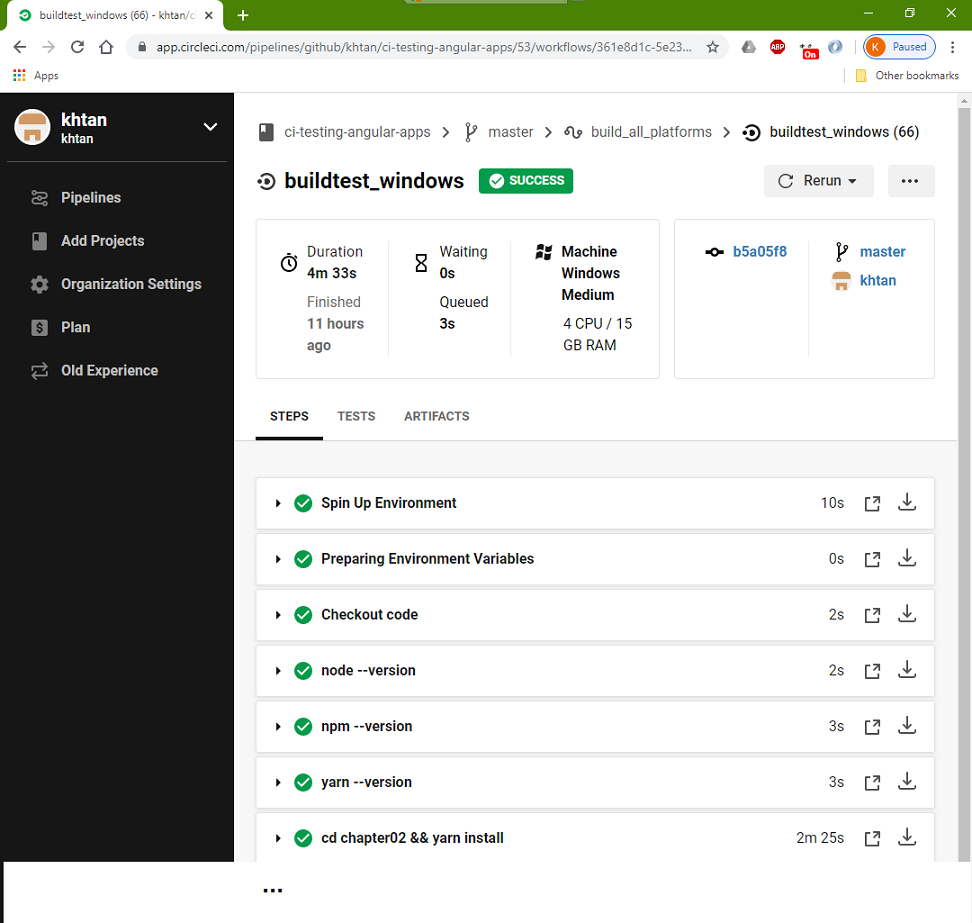 buildtest_windows (66) - khtan/c
app.circleci.com/pipelines/github/khtan/ci-testing-angular-apps/53/workflows/361e8d1c-5e23...
ABP
On
K Paused
Apps
Other bookmarks
khtan
khtan
Pipelines
Add Projects
Organization Settings
Plan
Old Experience
ci-testing-angular-apps > master > build_all_platforms > buildtest_windows (66)
buildtest_windows SUCCESS
Rerun
Duration
4m 33s
Finished
11 hours
ago
Waiting
0s
Queued
3s
Machine
Windows
Medium
4 CPU / 15
GB RAM
b5a05f8
master
khtan
STEPS TESTS ARTIFACTS
Spin Up Environment 10s
Preparing Environment Variables 0s
Checkout code 2s
node --version 2s
npm --version 3s
yarn --version 3s
cd chapter02 && yarn install 2m 25s
...